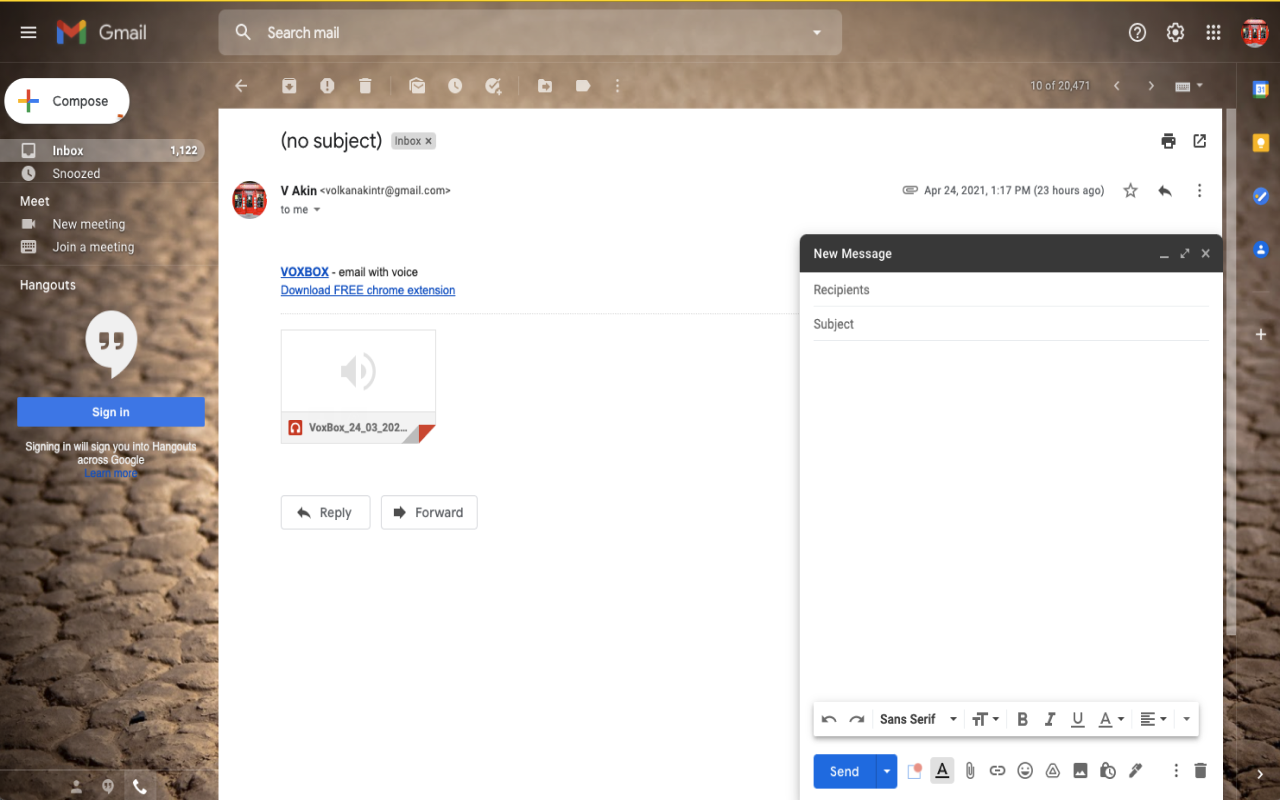 Gmail
Search mail
Compose
10 of 20,471
31
Inbox 1,122
Snoozed
Meet
New meeting
Join a meeting
Hangouts
Sign in
Signing in will sign you into Hangouts
across Google
Learn more
(no subject)
Inbox ×
V Akin <volkanakintr@gmail.com>
Apr 24, 2021, 1:17 PM (23 hours ago)
to me
VOXBOX - email with voice
Download FREE chrome extension
VoxBox_24_03_202...
Reply
Forward
New Message
Recipients
Subject
Sans Serif
Send